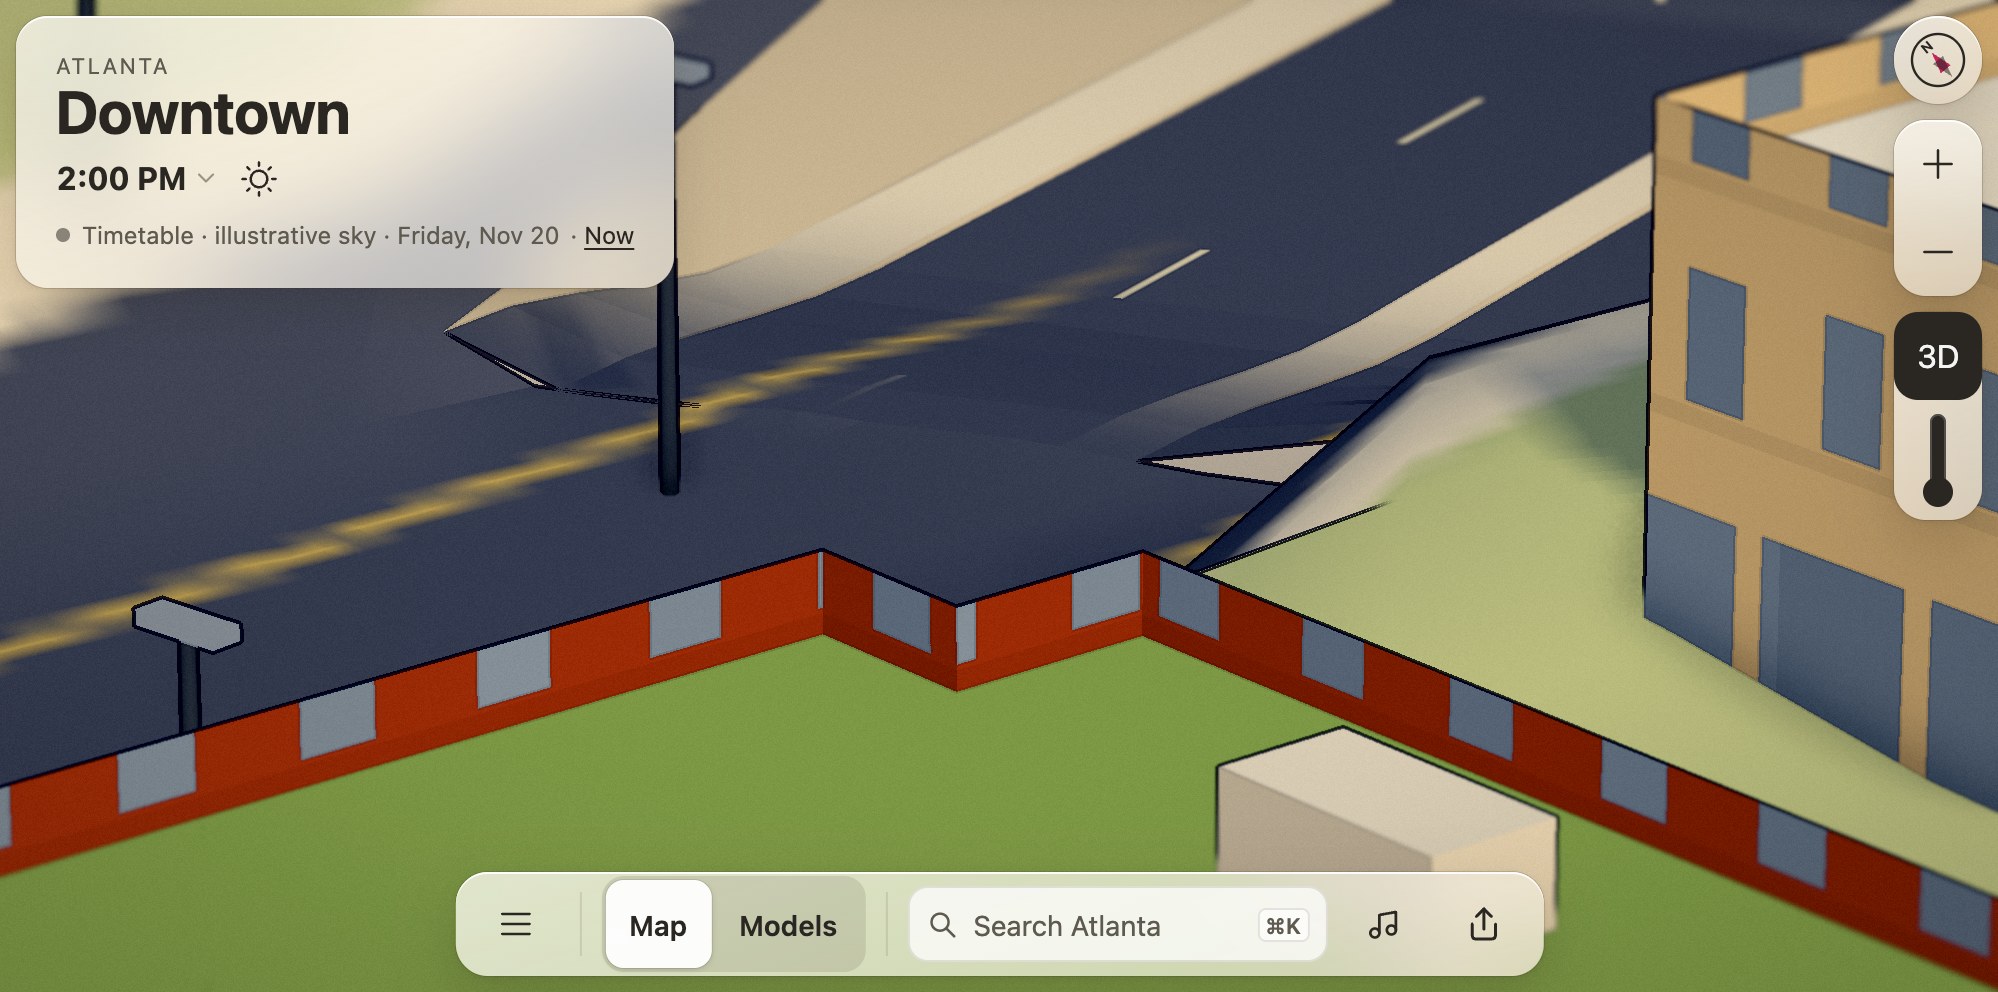 ATLANTA
Downtown
2:00 PM
Timetable · illustrative sky · Friday, Nov 20 · Now
N
3D
Map
Models
Search Atlanta
⌘K